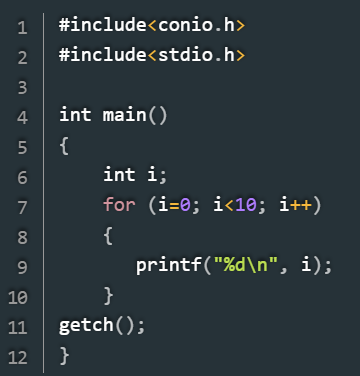 1 #include<conio.h>
2 #include<stdio.h>
3
4 int main()
5 {
6     int i;
7     for (i=0; i<10; i++)
8     {
9        printf("%d\n", i);
10     }
11 getch();
12 }